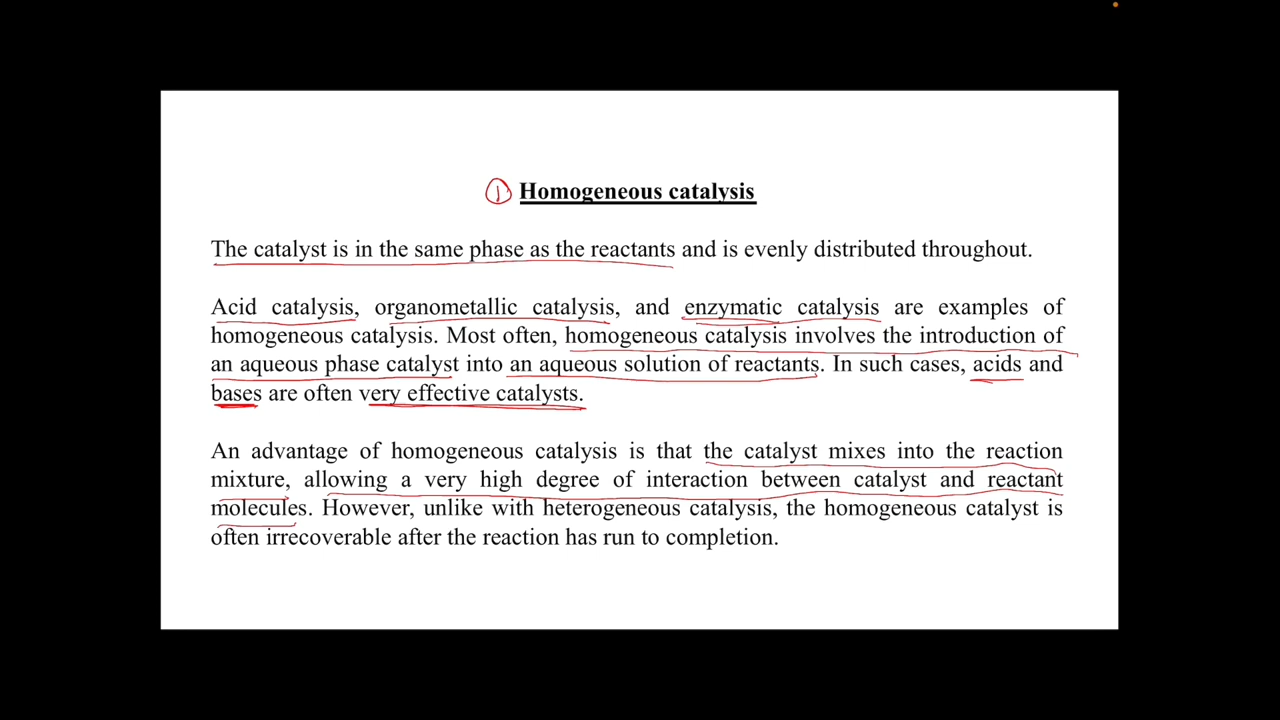 ① Homogeneous catalysis
The catalyst is in the same phase as the reactants and is evenly distributed throughout.
Acid catalysis, organometallic catalysis, and enzymatic catalysis are examples of
homogeneous catalysis. Most often, homogeneous catalysis involves the introduction of
an aqueous phase catalyst into an aqueous solution of reactants. In such cases, acids and
bases are often very effective catalysts.
An advantage of homogeneous catalysis is that the catalyst mixes into the reaction
mixture, allowing a very high degree of interaction between catalyst and reactant
molecules. However, unlike with heterogeneous catalysis, the homogeneous catalyst is
often irrecoverable after the reaction has run to completion.